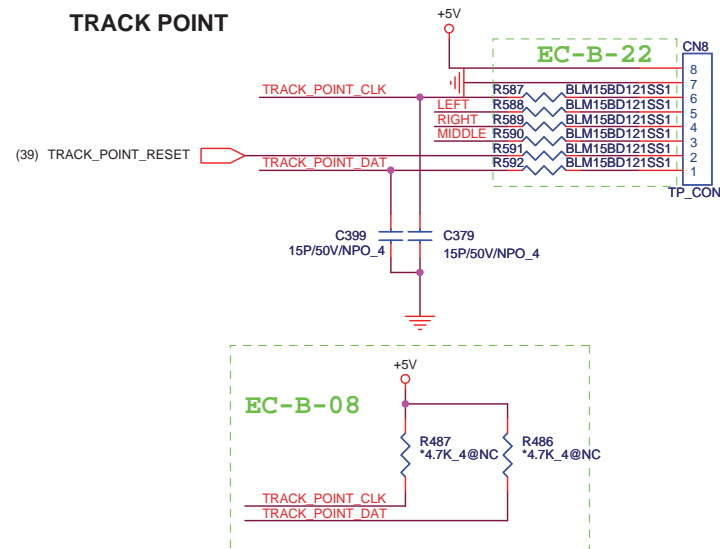 TRACK POINT
+5V
EC-B-22
CN8
8
7
TRACK_POINT_CLK
R587
BLM15BD121SS1
6
LEFT
R588
BLM15BD121SS1
5
RIGHT
R589
BLM15BD121SS1
4
MIDDLE
R590
BLM15BD121SS1
3
(39) TRACK_POINT_RESET
R591
BLM15BD121SS1
2
TRACK_POINT_DAT
R592
BLM15BD121SS1
1
TP_CON
C399
15P/50V/NPO_4
C379
15P/50V/NPO_4
+5V
EC-B-08
R487
*4.7K_4@NC
R486
*4.7K_4@NC
TRACK_POINT_CLK
TRACK_POINT_DAT